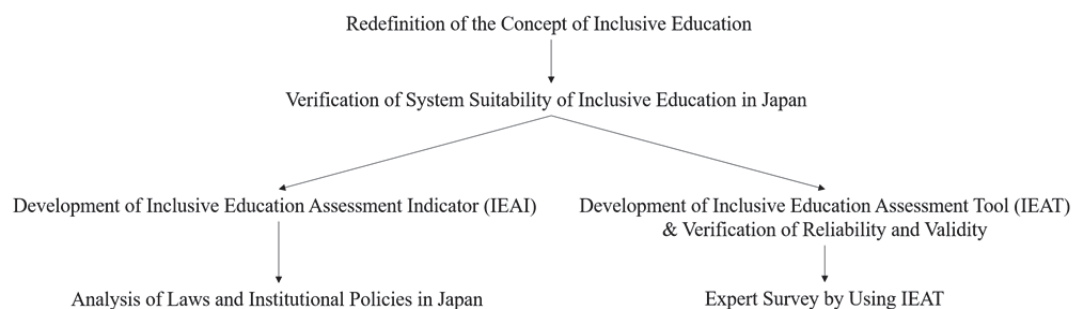 Redefinition of the Concept of Inclusive Education
Verification of System Suitability of Inclusive Education in Japan
Development of Inclusive Education Assessment Indicator (IEAI)
Development of Inclusive Education Assessment Tool (IEAT)
& Verification of Reliability and Validity
Analysis of Laws and Institutional Policies in Japan
Expert Survey by Using IEAT